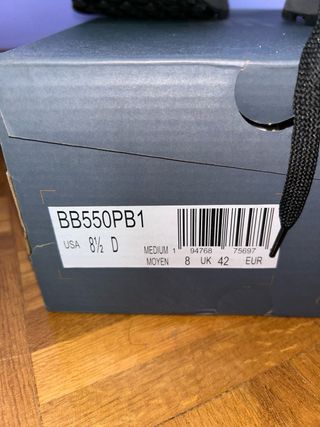 BB550PB1
USA 8½ D MEDIUM 1 94768 75697
MOYEN 8 UK 42 EUR